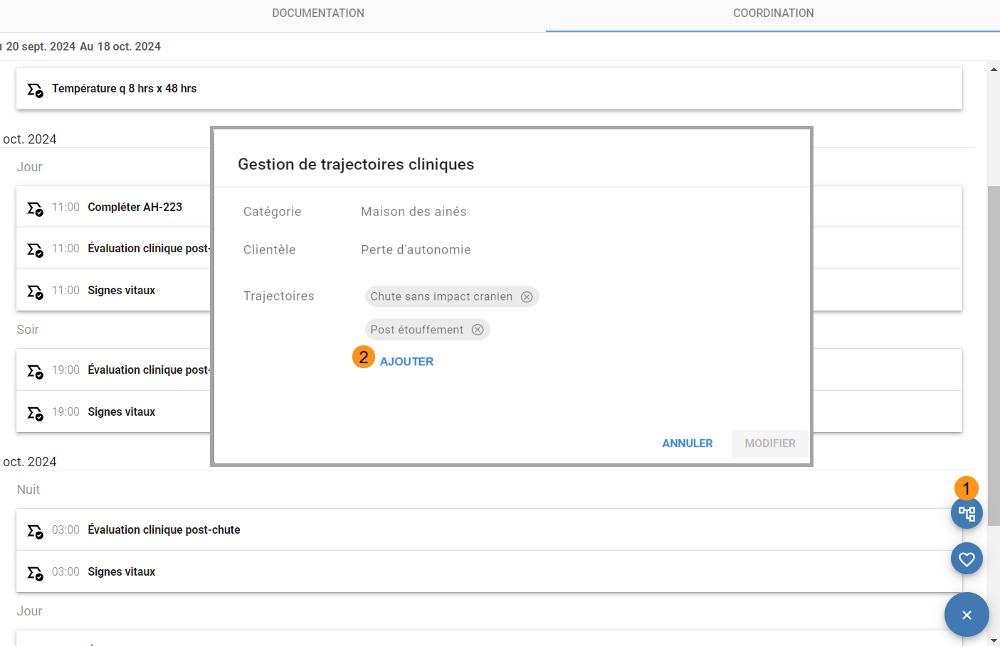 DOCUMENTATION COORDINATION
20 sept. 2024 Au 18 oct. 2024
Température q 8 hrs x 48 hrs
oct. 2024
Jour
11:00 Compléter AH-223
11:00 Évaluation clinique post-
11:00 Signes vitaux
Soir
19:00 Évaluation clinique post-
19:00 Signes vitaux
Gestion de trajectoires cliniques
Catégorie Maison des ainés
Clientèle Perte d'autonomie
Trajectoires Chute sans impact cranien
Post étouffement
2 AJOUTER
ANNULER MODIFIER
oct. 2024
Nuit
1
03:00 Évaluation clinique post-chute
03:00 Signes vitaux
Jour